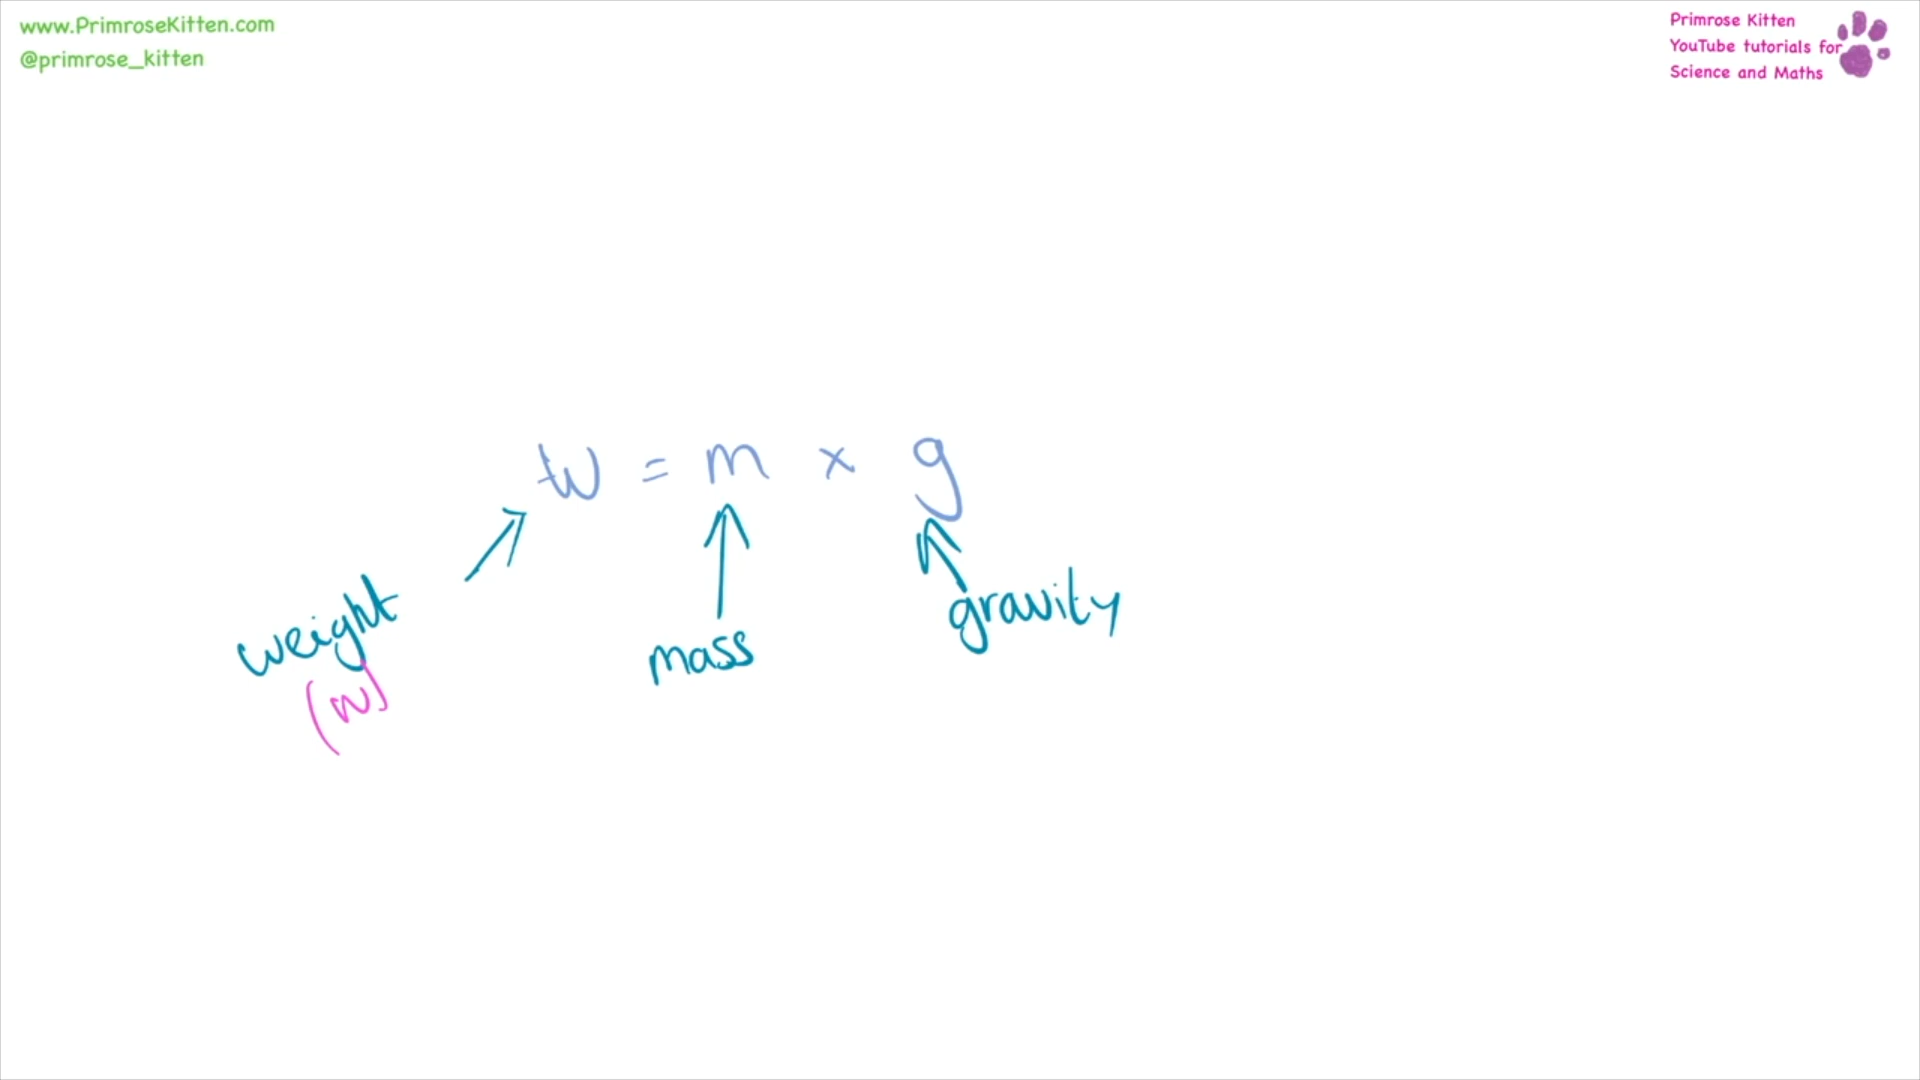 www.PrimroseKitten.com
@primrose_kitten
Primrose Kitten
YouTube tutorials for
Science and Maths
W = m x g
weight
(N)
mass
gravity